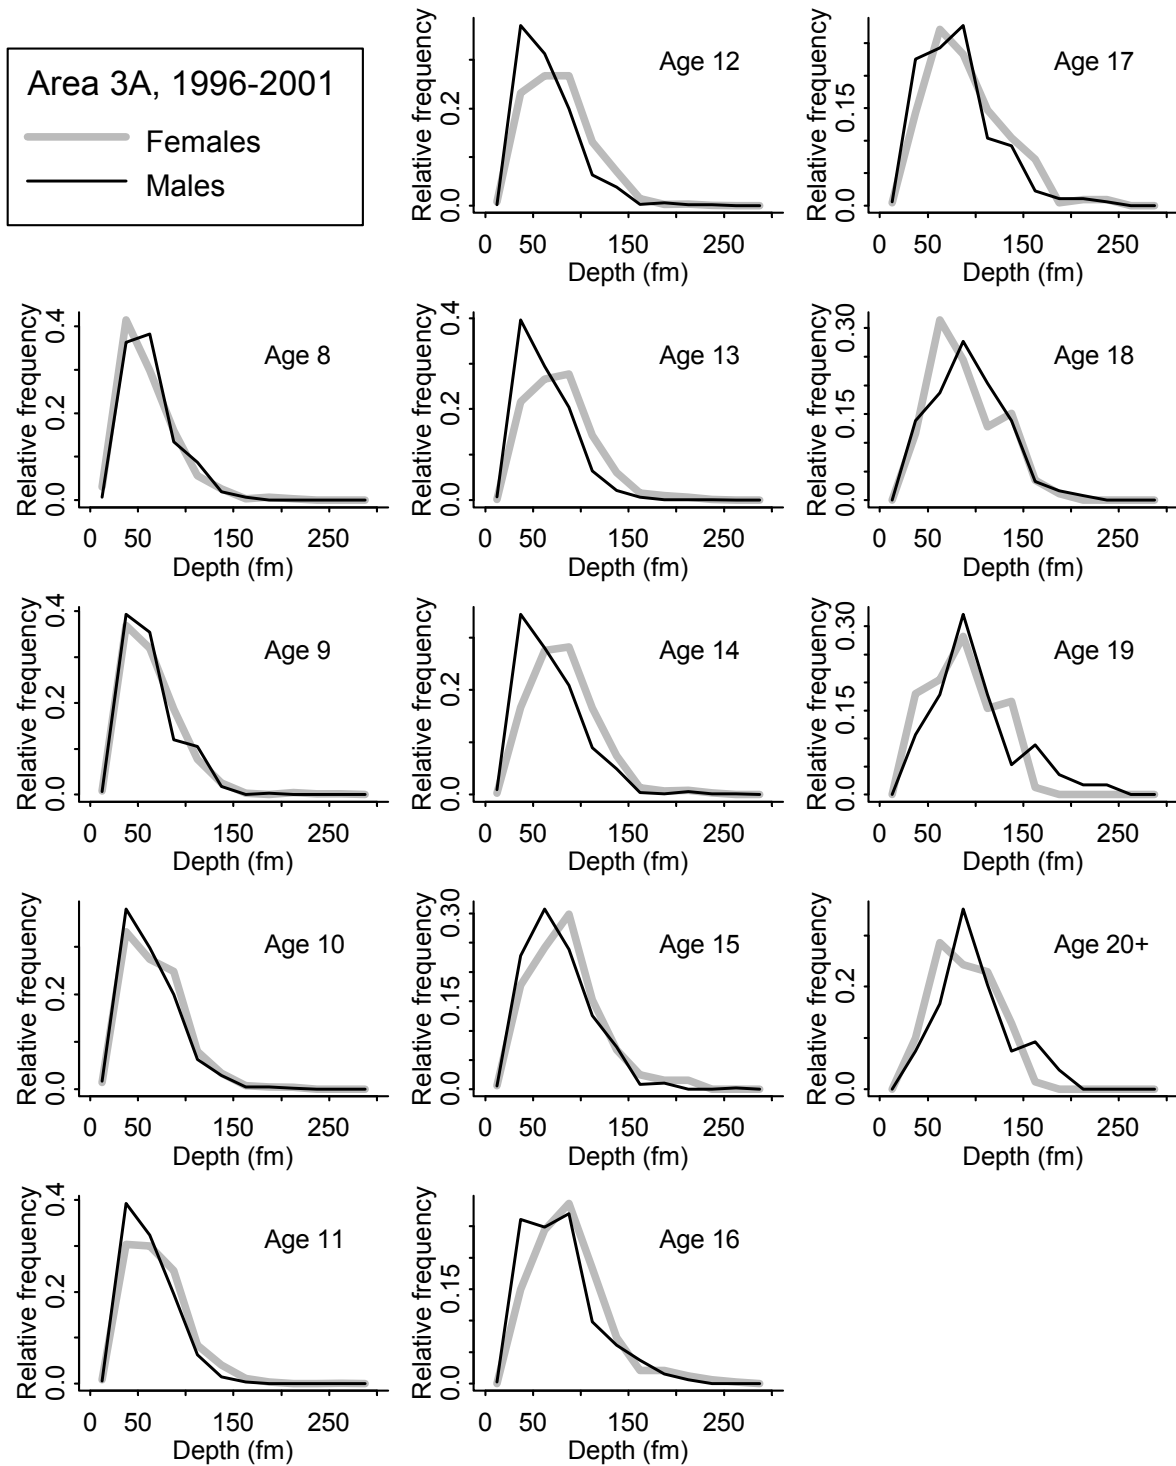 Area 3A, 1996-2001
Females
Males
Relative frequency
0.0 0.2
Age 12
0 50 150 250
Depth (fm)
Relative frequency
0.0 0.15
Age 17
0 50 150 250
Depth (fm)
Relative frequency
0.0 0.2 0.4
Age 8
0 50 150 250
Depth (fm)
Relative frequency
0.0 0.2 0.4
Age 13
0 50 150 250
Depth (fm)
Relative frequency
0.0 0.15 0.30
Age 18
0 50 150 250
Depth (fm)
Relative frequency
0.0 0.2 0.4
Age 9
0 50 150 250
Depth (fm)
Relative frequency
0.0 0.2
Age 14
0 50 150 250
Depth (fm)
Relative frequency
0.0 0.15 0.30
Age 19
0 50 150 250
Depth (fm)
Relative frequency
0.0 0.2
Age 10
0 50 150 250
Depth (fm)
Relative frequency
0.0 0.15 0.30
Age 15
0 50 150 250
Depth (fm)
Relative frequency
0.0 0.2
Age 20+
0 50 150 250
Depth (fm)
Relative frequency
0.0 0.2 0.4
Age 11
0 50 150 250
Depth (fm)
Relative frequency
0.0 0.15
Age 16
0 50 150 250
Depth (fm)